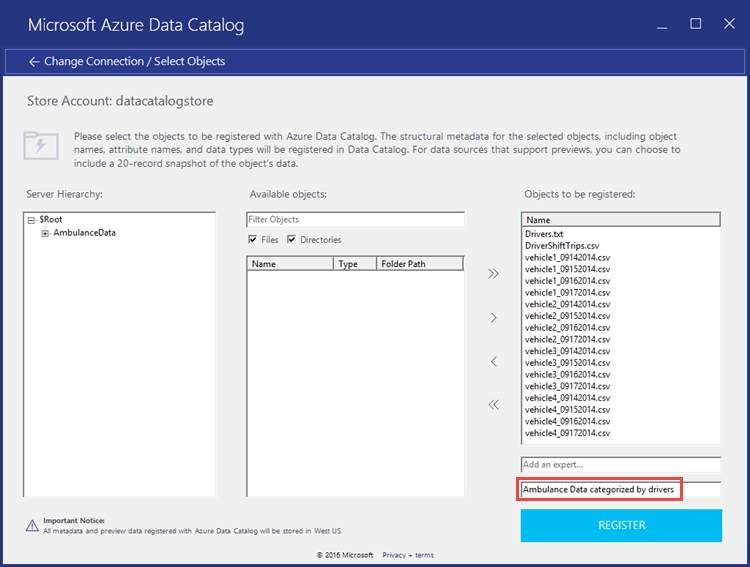 Microsoft Azure Data Catalog
Change Connection / Select Objects
Store Account: datacatalogstore
Please select the objects to be registered with Azure Data Catalog. The structural metadata for the selected objects, including object
names, attribute names, and data types will be registered in Data Catalog. For data sources that support previews, you can choose to
include a 20-record snapshot of the object's data.
Server Hierarchy:
$Root
AmbulanceData
Available objects:
Filter Objects
Files Directories
Name Type Folder Path
Objects to be registered:
Name
Drivers.txt
DriverShiftTrips.csv
vehicle1_09142014.csv
vehicle1_09152014.csv
vehicle1_09162014.csv
vehicle1_09172014.csv
vehicle2_09142014.csv
vehicle2_09152014.csv
vehicle2_09162014.csv
vehicle2_09172014.csv
vehicle3_09142014.csv
vehicle3_09152014.csv
vehicle3_09162014.csv
vehicle3_09172014.csv
vehicle4_09142014.csv
vehicle4_09152014.csv
vehicle4_09162014.csv
vehicle4_09172014.csv
Add an expert...
Ambulance Data categorized by drivers
REGISTER
Important Notice:
All metadata and preview data registered with Azure Data Catalog will be stored in West US.
© 2016 Microsoft Privacy + terms